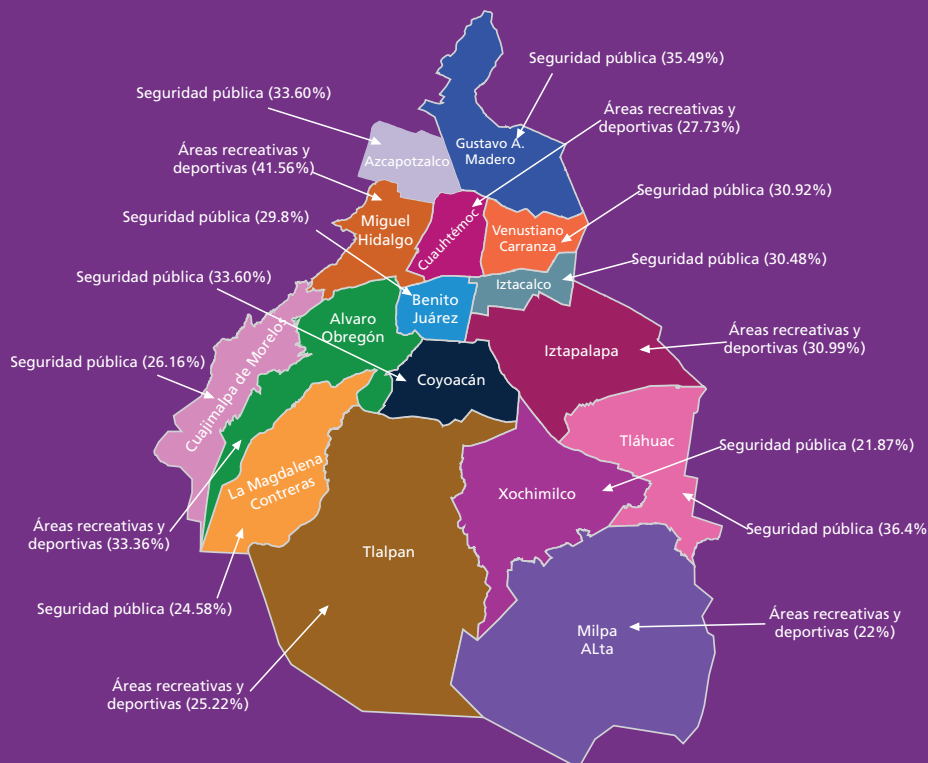 Seguridad pública (35.49%)
Seguridad pública (33.60%)
Áreas recreativas y
deportivas (27.73%)
Gustavo A.
Madero
Áreas recreativas y
deportivas (41.56%)
Azcapotzalco
Seguridad pública (30.92%)
Seguridad pública (29.8%)
Miguel
Hidalgo
Cuauhtémoc
Venustiano
Carranza
Seguridad pública (30.48%)
Seguridad pública (33.60%)
Iztacalco
Benito
Juárez
Alvaro
Obregón
Áreas recreativas y
deportivas (30.99%)
Iztapalapa
Seguridad pública (26.16%)
Cuajimalpa de Morelos
Coyoacán
Tláhuac
Seguridad pública (21.87%)
La Magdalena
Contreras
Xochimilco
Áreas recreativas y
deportivas (33.36%)
Seguridad pública (36.4%
Tlalpan
Seguridad pública (24.58%)
Áreas recreativas y
deportivas (22%)
Milpa
ALta
Áreas recreativas y
deportivas (25.22%)